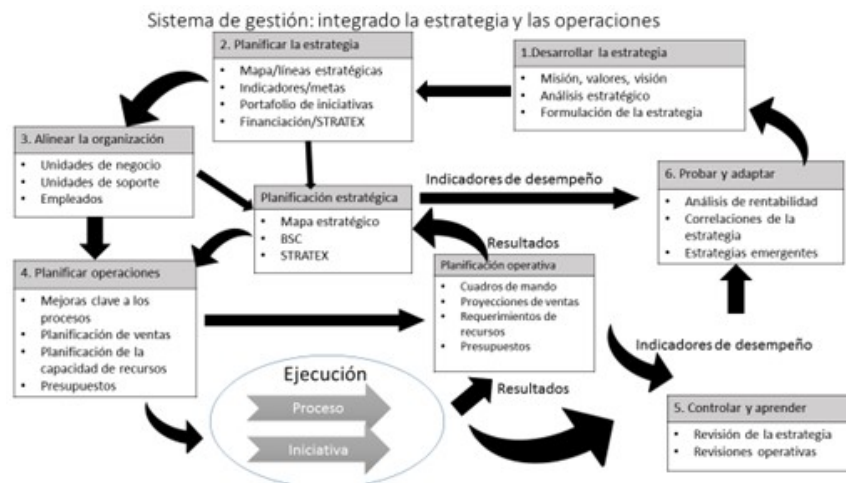 Sistema de gestión: integrado la estrategia y las operaciones
2. Planificar la estrategia
• Mapa/líneas estratégicas
• Indicadores/metas
• Portafolio de iniciativas
• Financiación/STRATEX
1.Desarrollar la estrategia
• Misión, valores, visión
• Análisis estratégico
• Formulación de la estrategia
3. Alinear la organización
• Unidades de negocio
• Unidades de soporte
• Empleados
Planificación estratégica
• Mapa estratégico
• BSC
• STRATEX
Indicadores de desempeño
6. Probar y adaptar
• Análisis de rentabilidad
• Correlaciones de la
estrategia
• Estrategias emergentes
Resultados
4. Planificar operaciones
• Mejoras clave a los
procesos
• Planificación de ventas
• Planificación de la
capacidad de recursos
• Presupuestos
Planificación operativa
• Cuadros de mando
• Proyecciones de ventas
• Requerimientos de
recursos
• Presupuestos
Indicadores de desempeño
Ejecución
Proceso
Iniciativa
Resultados
5. Controlar y aprender
• Revisión de la estrategia
• Revisiones operativas